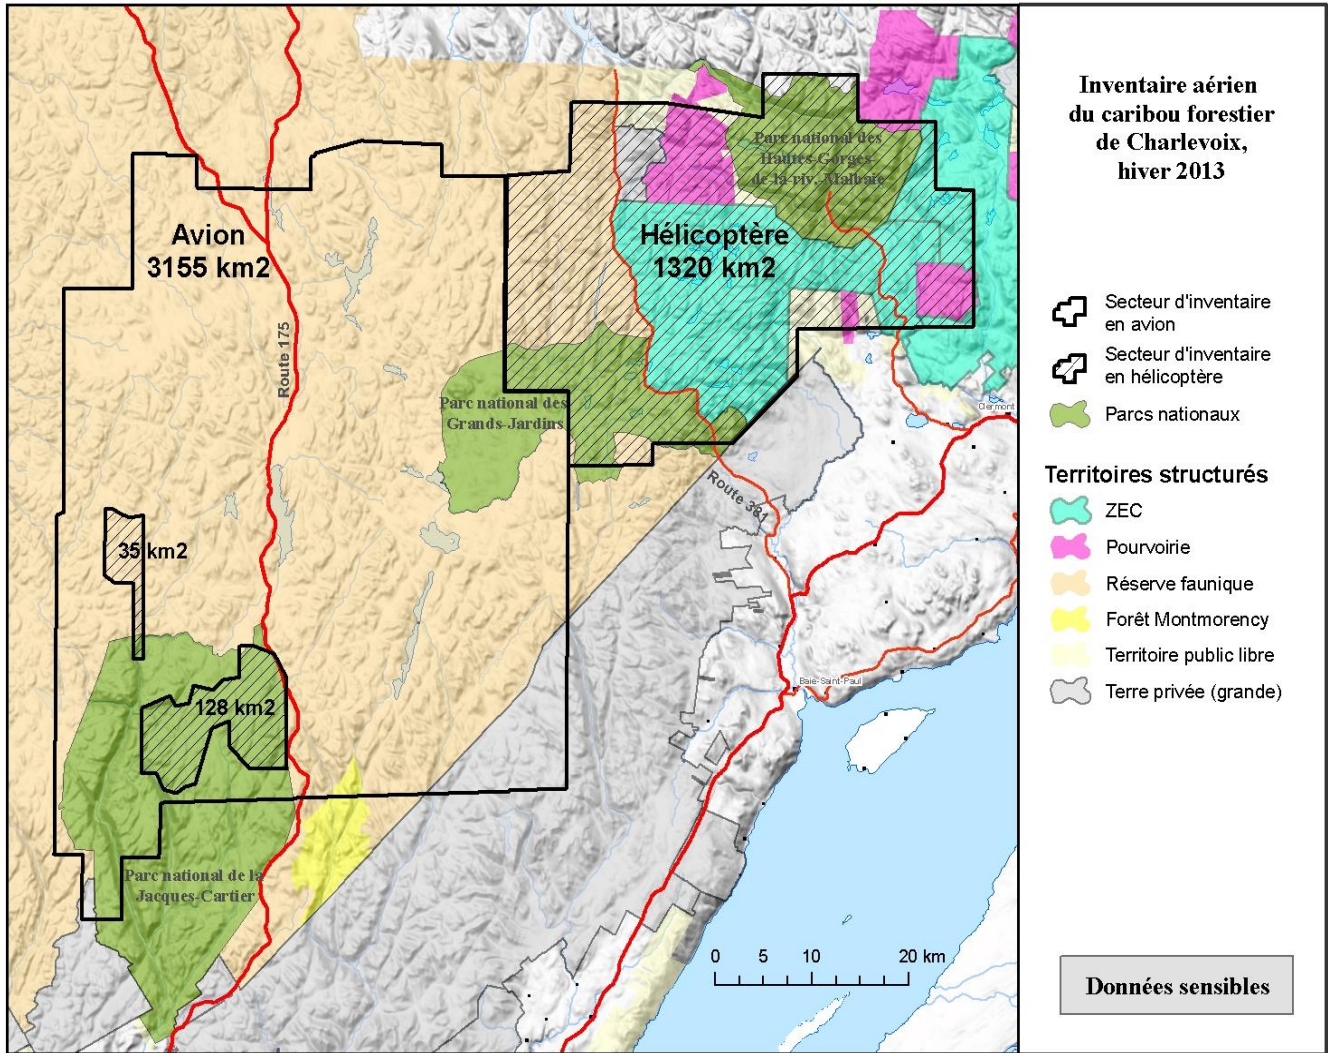 Inventaire aérien
du caribou forestier
de Charlevoix,
hiver 2013
Parc national des
Hautes-Gorges-
de-la-riv.-Malbaie
Avion
3155 km2
Hélicoptère
1320 km2
Route 175
Parc national des
Grands-Jardins
Clermont
Route 381
35 km2
128 km2
Baie-Saint-Paul
Parc national de la
Jacques-Cartier
0 5 10 20 km
Secteur d'inventaire
en avion
Secteur d'inventaire
en hélicoptère
Parcs nationaux
Territoires structurés
ZEC
Pourvoirie
Réserve faunique
Forêt Montmorency
Territoire public libre
Terre privée (grande)
Données sensibles